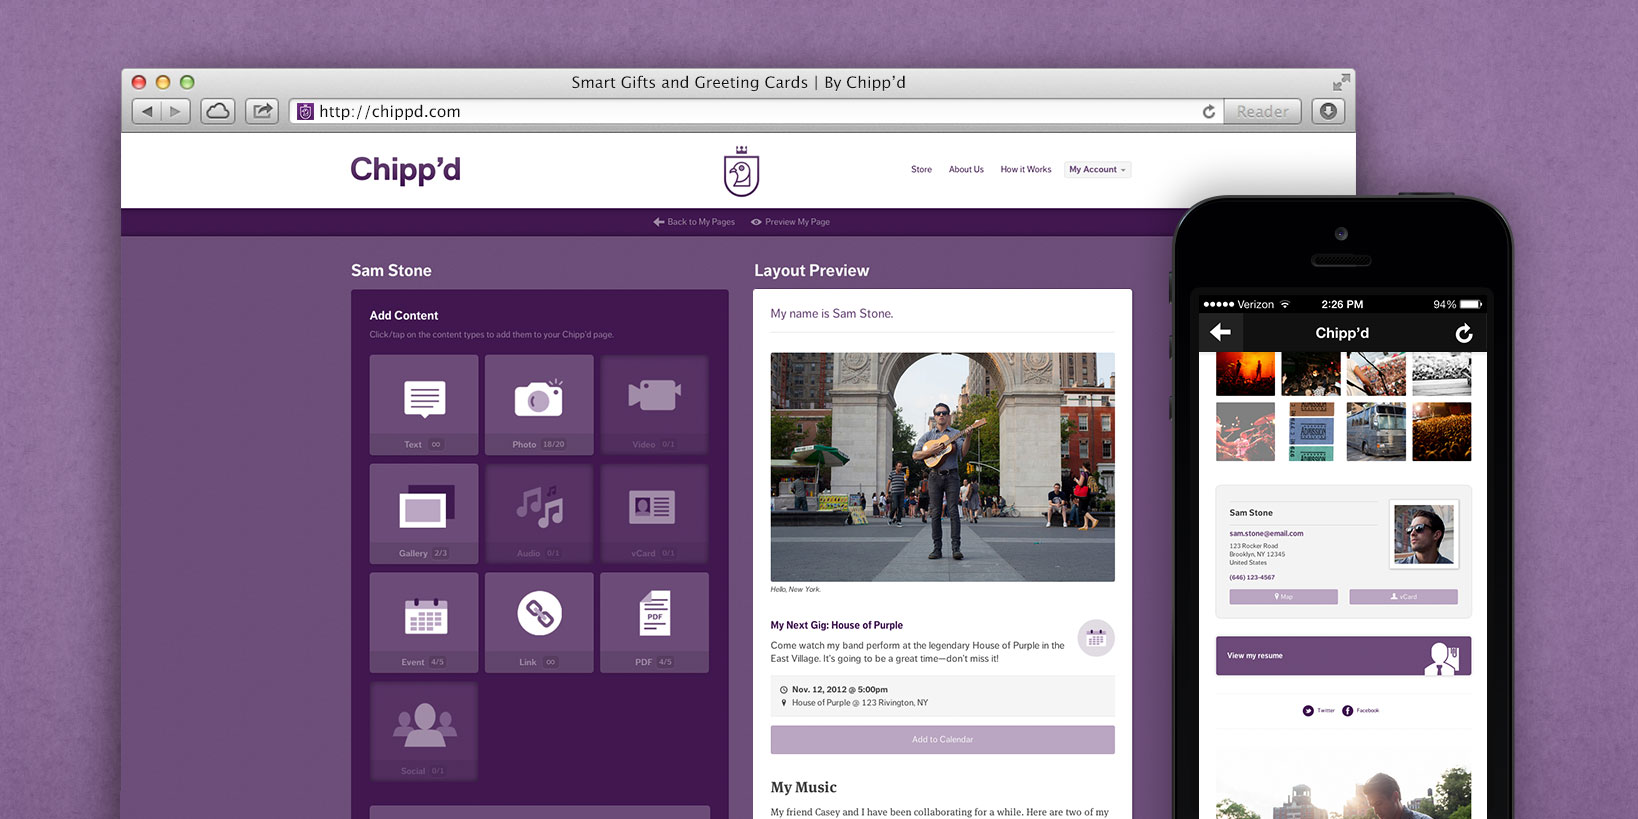 Smart Gifts and Greeting Cards | By Chipp'd
http://chippd.com
Reader
Chipp'd
Store
About Us
How it Works
My Account
Back to My Pages
Preview My Page
Sam Stone
Add Content
Click/tap on the content types to add them to your Chipp'd page.
Text ∞
Photo 18/20
Video 0/1
Gallery 2/3
Audio 0/1
vCard 0/1
Event 4/5
Link ∞
PDF
PDF 4/5
Social 0/1
Layout Preview
My name is Sam Stone.
Hello, New York.
My Next Gig: House of Purple
Come watch my band perform at the legendary House of Purple in the
East Village. It's going to be a great time—don't miss it!
Nov. 12, 2012 @ 5:00pm
House of Purple @ 123 Rivington, NY
Add to Calendar
My Music
My friend Casey and I have been collaborating for a while. Here are two of my
Verizon
2:26 PM
94%
Chipp'd
ADMISSION
ADMISSION
Sam Stone
sam.stone@email.com
123 Rocker Road
Brooklyn, NY 12345
United States
(646) 123-4567
Map
vCard
View my resume
Twitter
Facebook